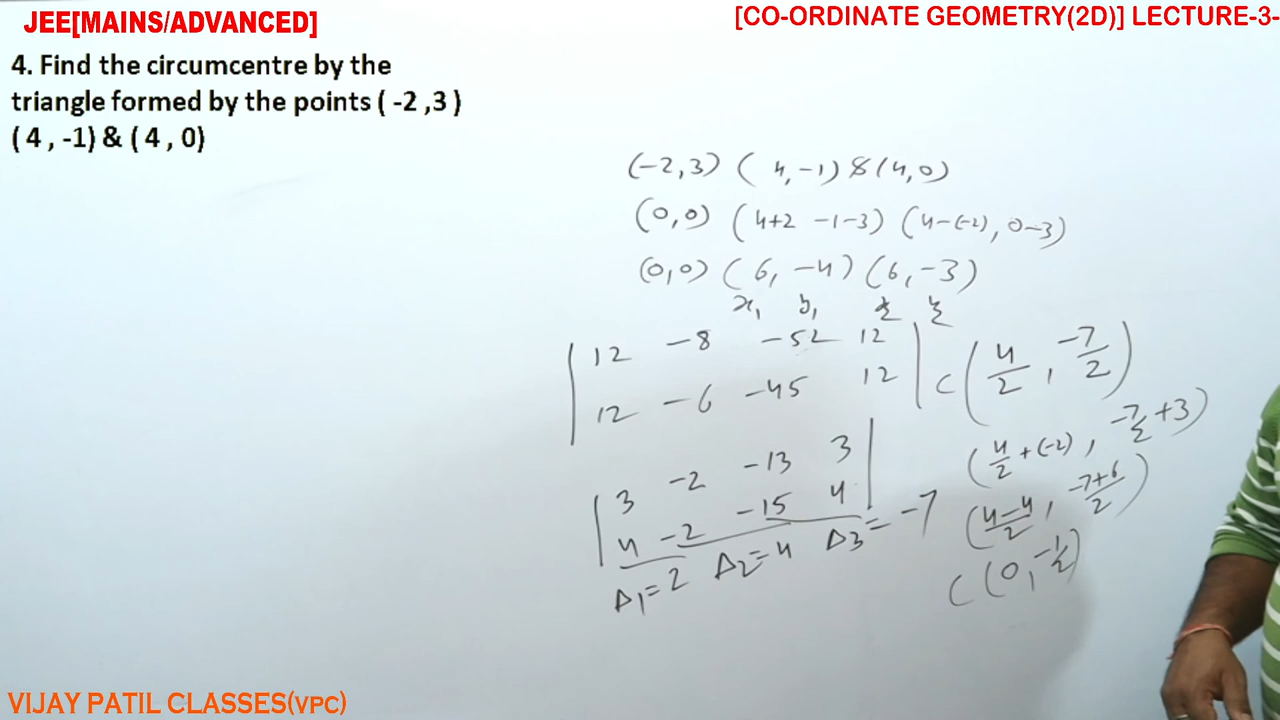 JEE[MAINS/ADVANCED]
[CO-ORDINATE GEOMETRY(2D)] LECTURE-3-
4. Find the circumcentre by the
triangle formed by the points ( -2 ,3 )
( 4 , -1) & ( 4 , 0)
(-2,3) ( 4,-1) & (4,0)
(0,0) (4+2 -1-3) (4-(-2), 0-3)
(0,0) (6, -4) (6,-3)
x₁ y₁
| 12 -8 -52 12 |
12 -6 -45 12
C (4/2, -7/2)
(4/2+(-2), -7/2+3)
| 3 -2 -13 3 |
4 -2 -15 4
(4-4/2, -7+6/2)
Δ₁=2 Δ₂=4 Δ3=-7
C (0,-1/2)
VIJAY PATIL CLASSES(VPC)